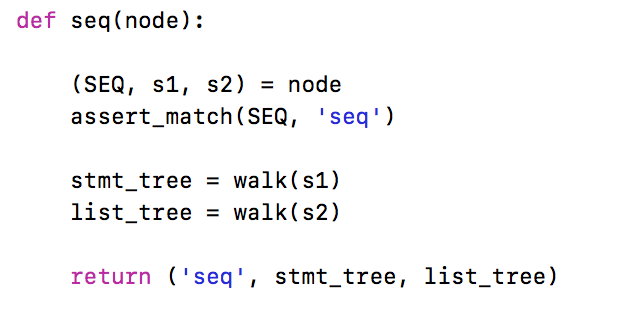 def seq(node):
(SEQ, s1, s2) = node
assert_match(SEQ, 'seq')
stmt_tree = walk(s1)
list_tree = walk(s2)
return ('seq', stmt_tree, list_tree)